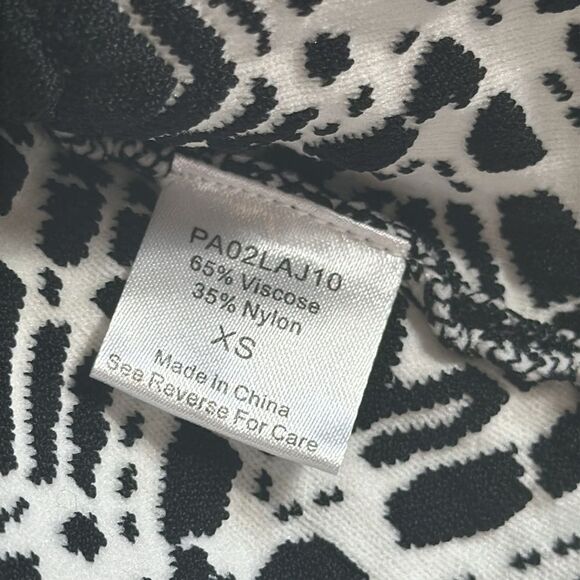 PA02LAJ10
65% Viscose
35% Nylon
XS
Made in China
See Reverse For Care